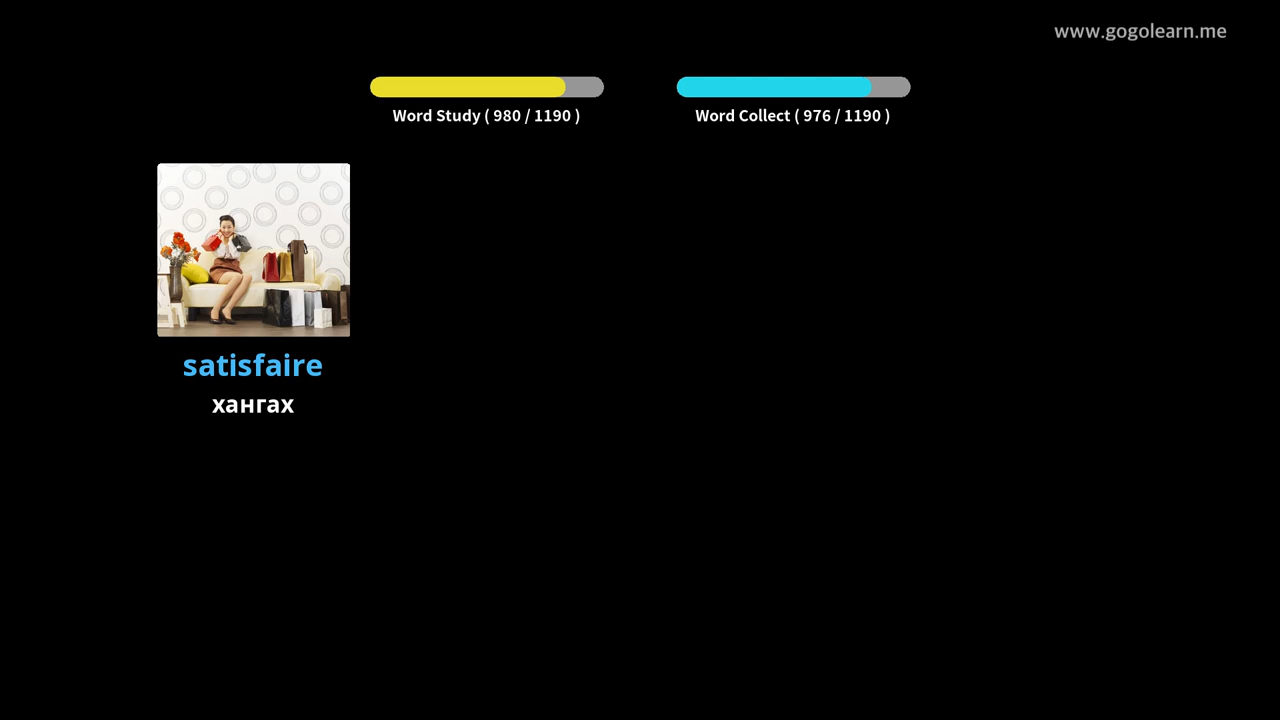 www.gogolearn.me
Word Study ( 980 / 1190 )
Word Collect ( 976 / 1190 )
satisfaire
хангах